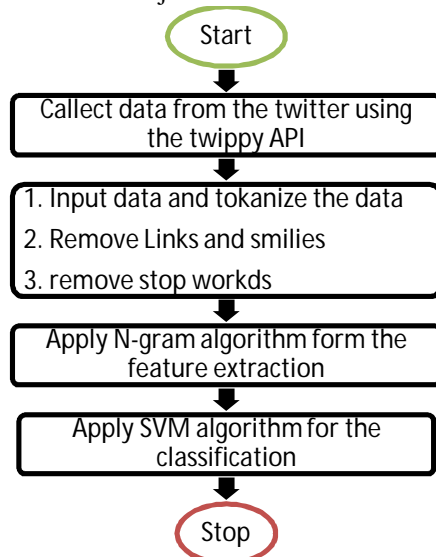 Start
Callect data from the twitter using
the twippy API
1. Input data and tokanize the data
2. Remove Links and smilies
3. remove stop workds
Apply N-gram algorithm form the
feature extraction
Apply SVM algorithm for the
classification
Stop